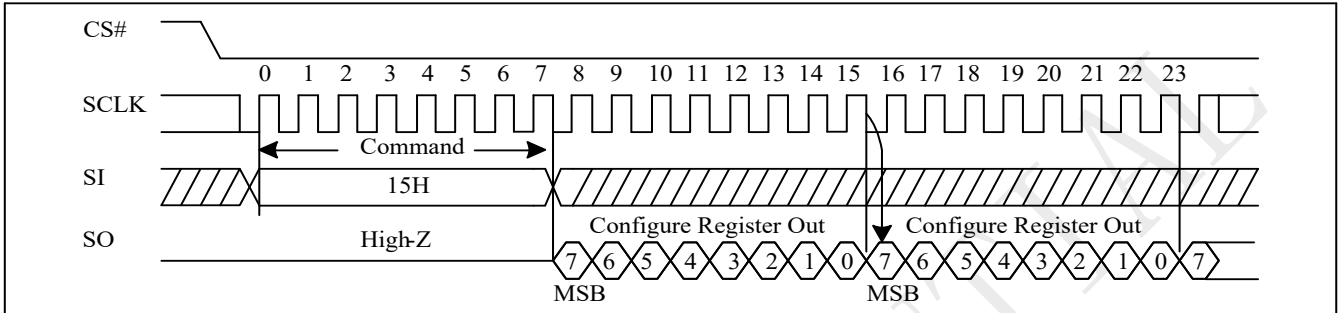 CS#
0 1 2 3 4 5 6 7 8 9 10 11 12 13 14 15 16 17 18 19 20 21 22 23
SCLK
Command
SI
15H
Configure Register Out Configure Register Out
SO
High-Z
7 6 5 4 3 2 1 0 7 6 5 4 3 2 1 0 7
MSB MSB